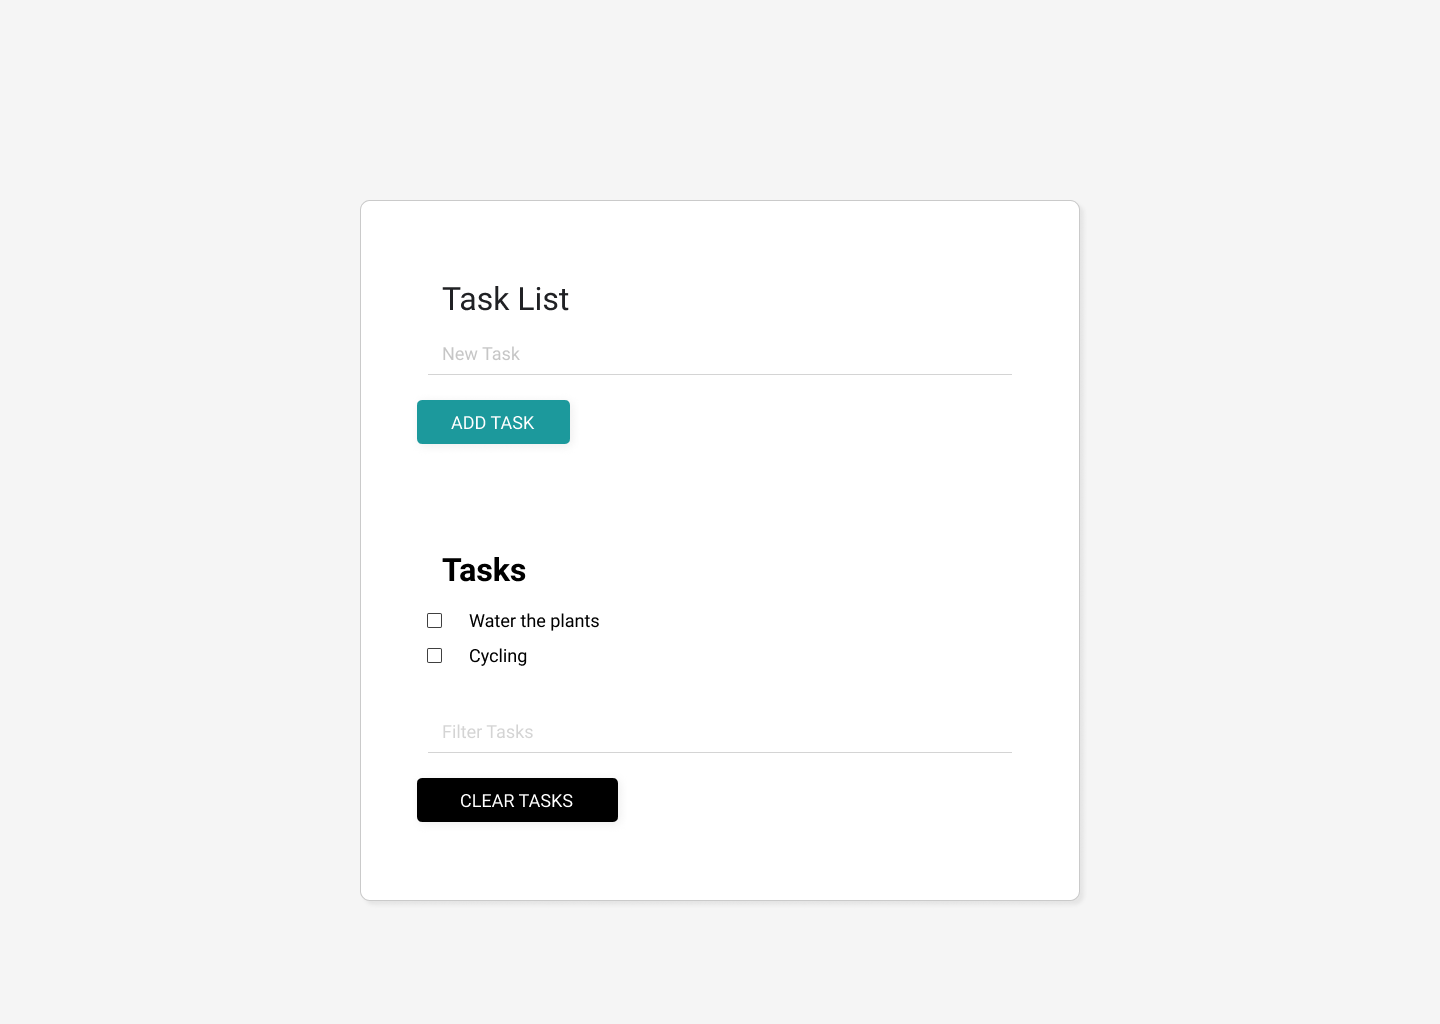 Task List
New Task
ADD TASK
Tasks
Water the plants
Cycling
Filter Tasks
CLEAR TASKS